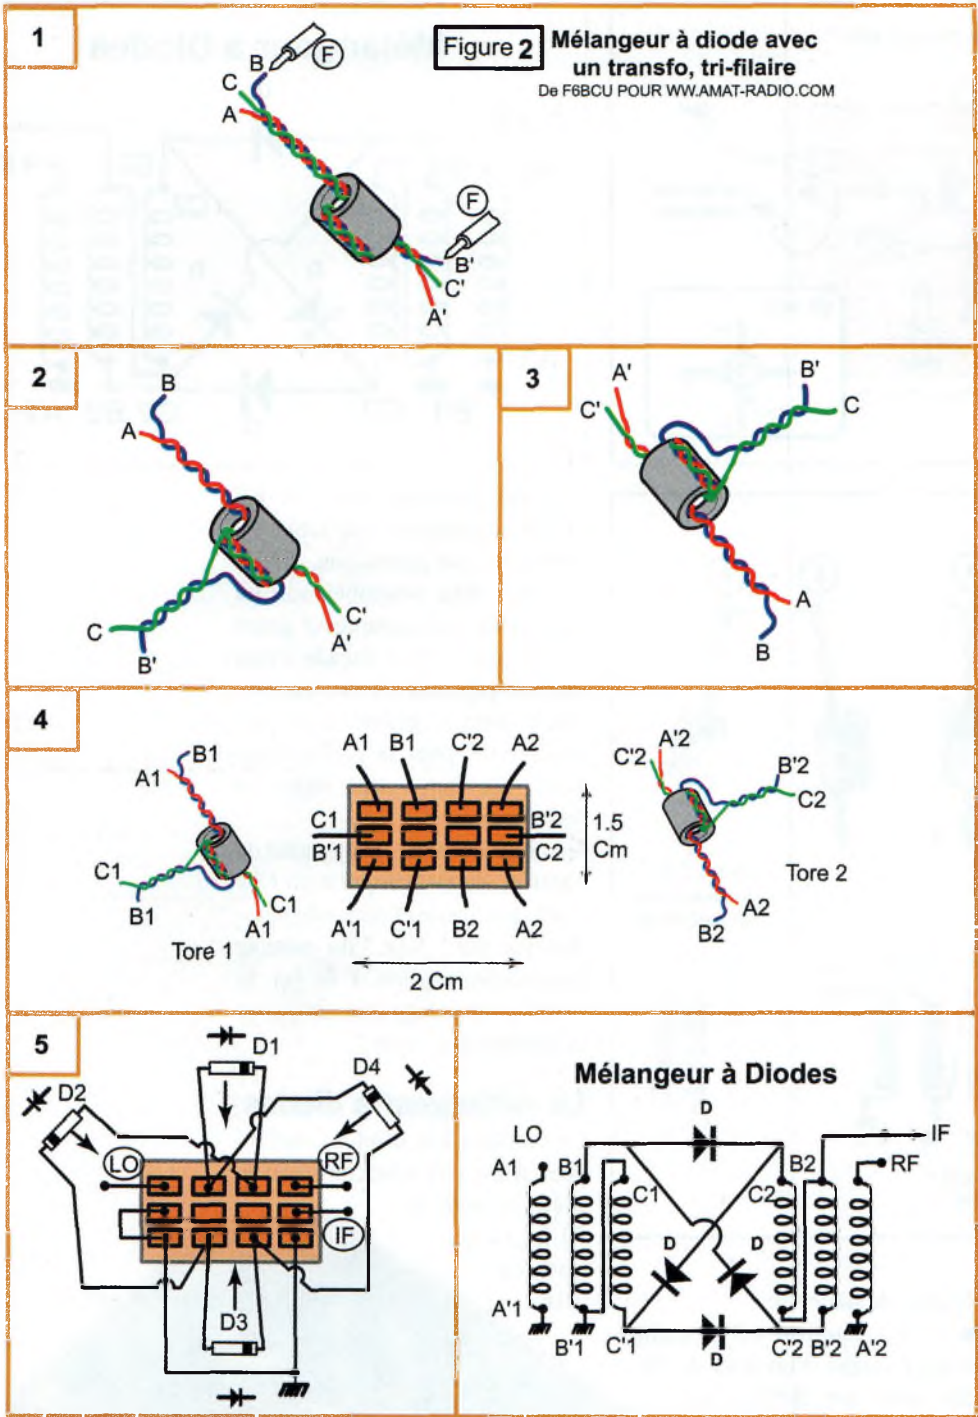 1
Figure 2
Mélangeur à diode avec
un transfo, tri-filaire
De F6BCU POUR WW.AMAT-RADIO.COM
B
F
C
A
F
B'
C'
A'
2
B
A
C
B'
C'
A'
3
A'
C'
B'
C
A
B
4
B1
A1
C1
B1
C1
A1
Tore 1
A1 B1 C'2 A2
C1
B'1
B'2
C2
A'1 C'1 B2 A2
1.5
Cm
2 Cm
A'2
C'2
B'2
C2
A2
B2
Tore 2
5
D1
D2
D4
LO
RF
IF
D3
Mélangeur à Diodes
LO
D
IF
A1
B1
C1
C2
B2
RF
D
D
A'1
B'1
C'1
D
C'2
B'2
A'2